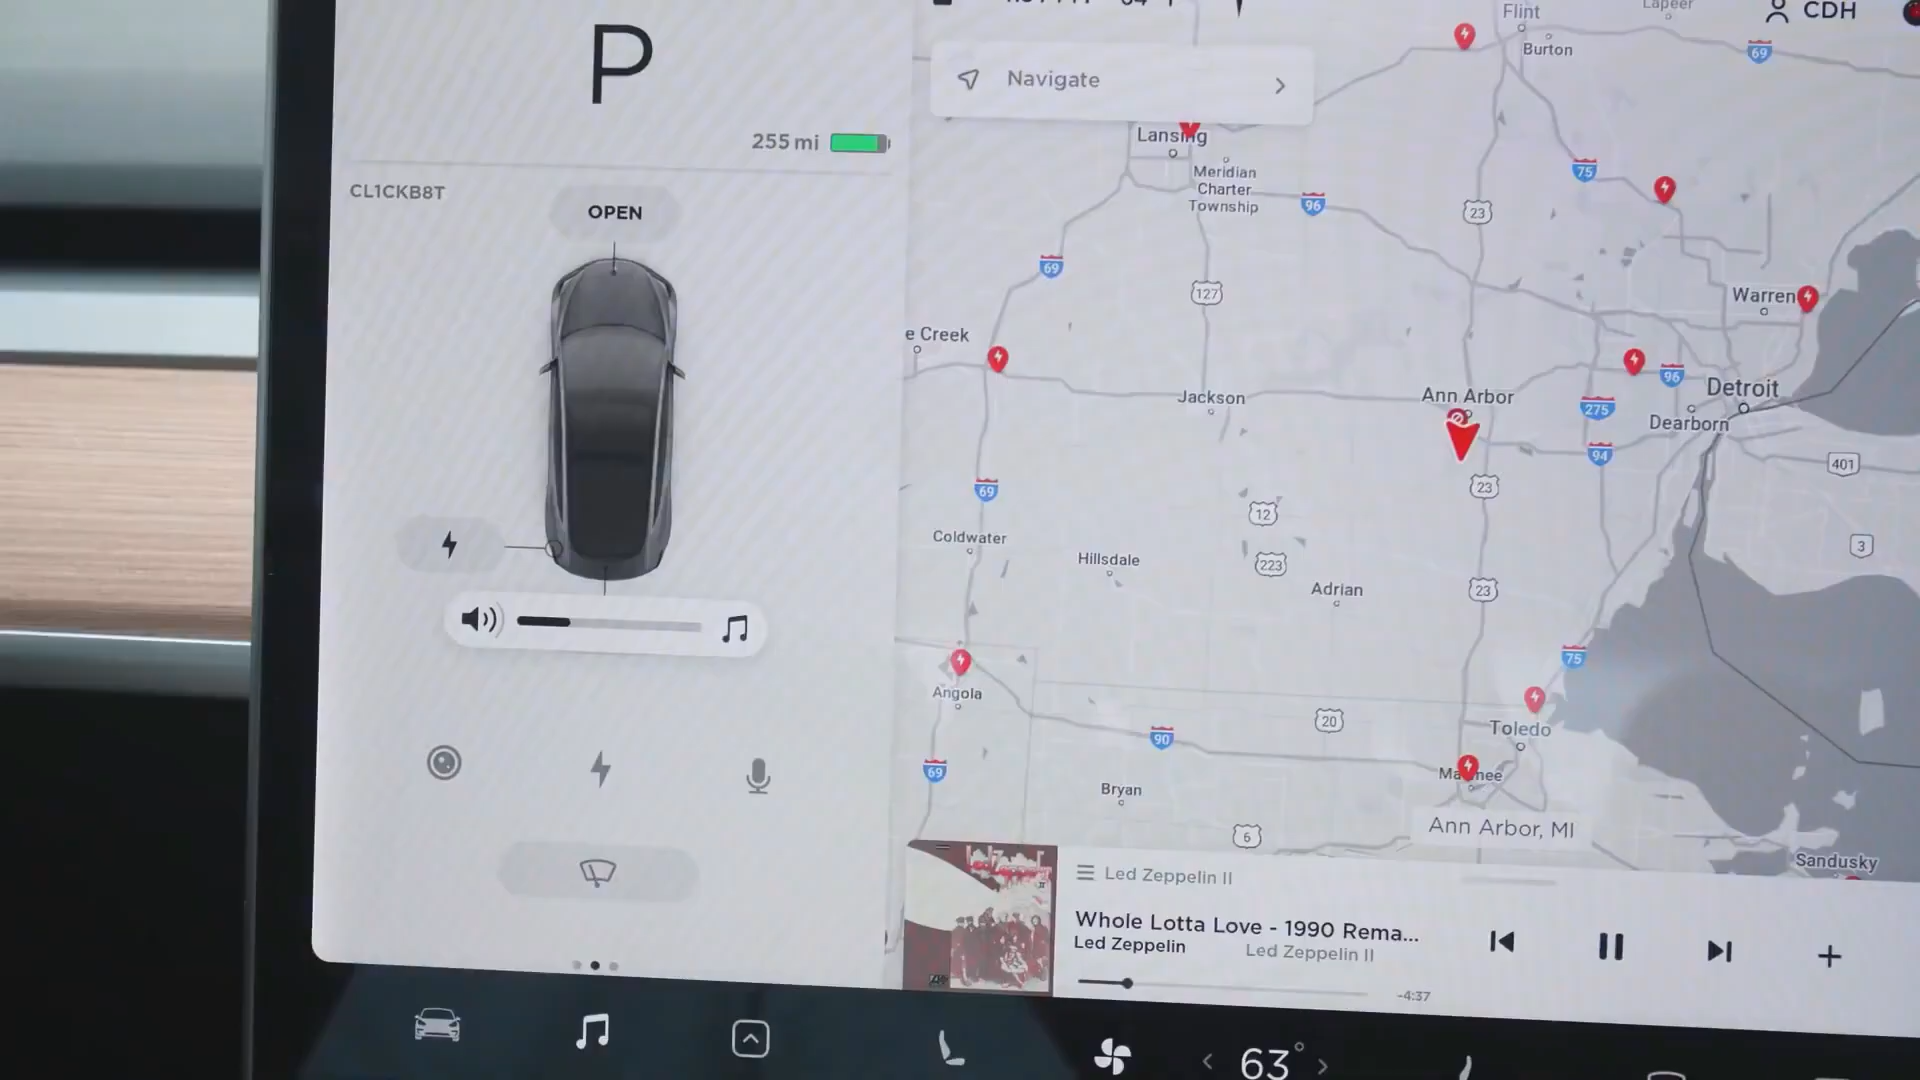 P
255 mi
CL1CKB8T
OPEN
Navigate
CDH
Flint
Lapeer
Burton
69
Lansing
Meridian
Charter
Township
96
75
23
69
127
Warren
e Creek
Jackson
Ann Arbor
96
Detroit
275
Dearborn
94
401
69
23
12
Coldwater
Hillsdale
223
3
Adrian
23
75
Angola
20
Toledo
90
69
Bryan
6
Ann Arbor, MI
Sandusky
Led Zeppelin II
Whole Lotta Love - 1990 Rema...
Led Zeppelin
Led Zeppelin II
-4:37
63°